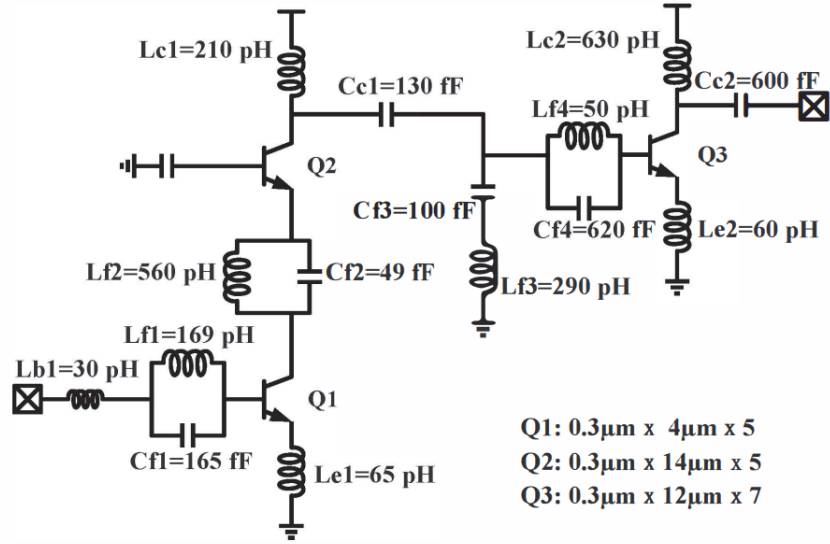 Lc1=210 pH
Lc2=630 pH
Cc1=130 fF
Cc2=600 fF
Lf4=50 pH
Q2
Q3
Cf3=100 fF
Cf4=620 fF
Le2=60 pH
Lf2=560 pH
Cf2=49 fF
Lf3=290 pH
Lf1=169 pH
Lb1=30 pH
Q1
Cf1=165 fF
Le1=65 pH
Q1: 0.3μm x 4μm x 5
Q2: 0.3μm x 14μm x 5
Q3: 0.3μm x 12μm x 7